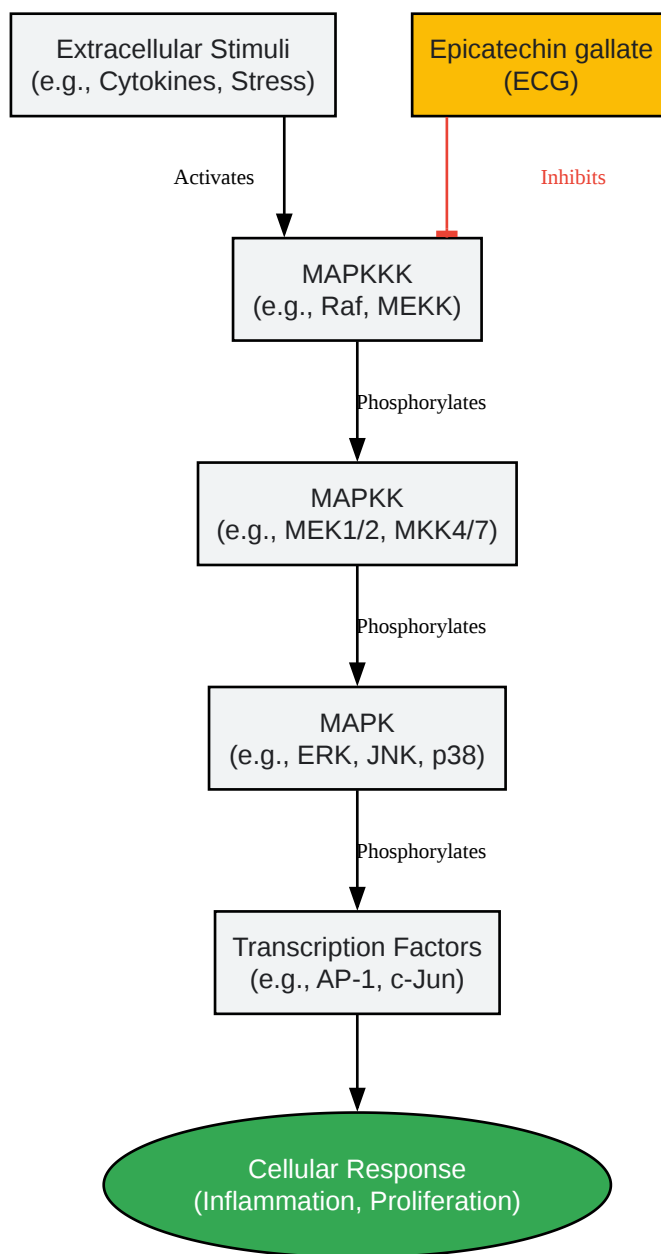 Extracellular Stimuli
(e.g., Cytokines, Stress)
Epicatechin gallate
(ECG)
Activates
Inhibits
MAPKKK
(e.g., Raf, MEKK)
Phosphorylates
MAPKK
(e.g., MEK1/2, MKK4/7)
Phosphorylates
MAPK
(e.g., ERK, JNK, p38)
Phosphorylates
Transcription Factors
(e.g., AP-1, c-Jun)
Cellular Response
(Inflammation, Proliferation)